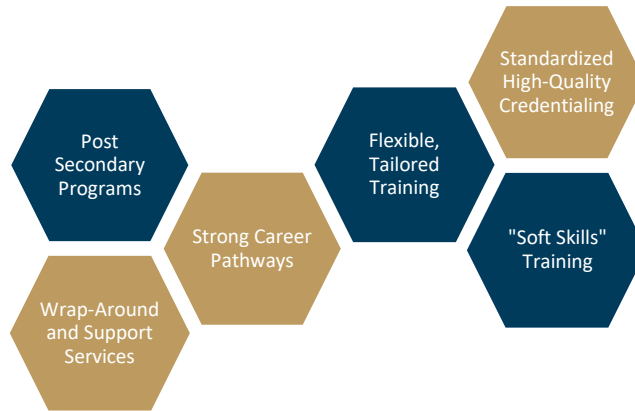 Post
Secondary
Programs
Wrap-Around
and Support
Services
Strong Career
Pathways
Flexible,
Tailored
Training
Standardized
High-Quality
Credentialing
"Soft Skills"
Training